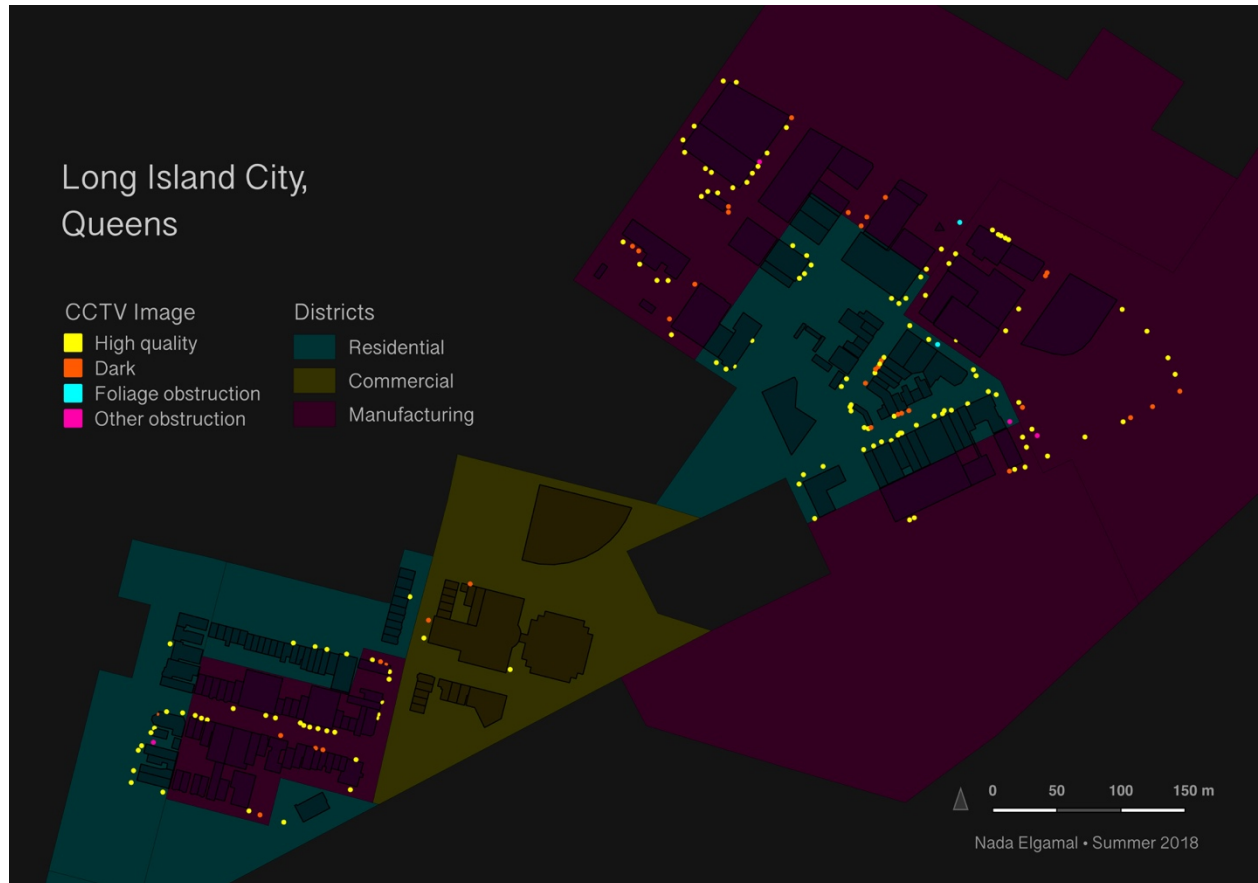 Long Island City,
Queens
CCTV Image
High quality
Dark
Foliage obstruction
Other obstruction
Districts
Residential
Commercial
Manufacturing
0 50 100 150 m
Nada Elgamal • Summer 2018